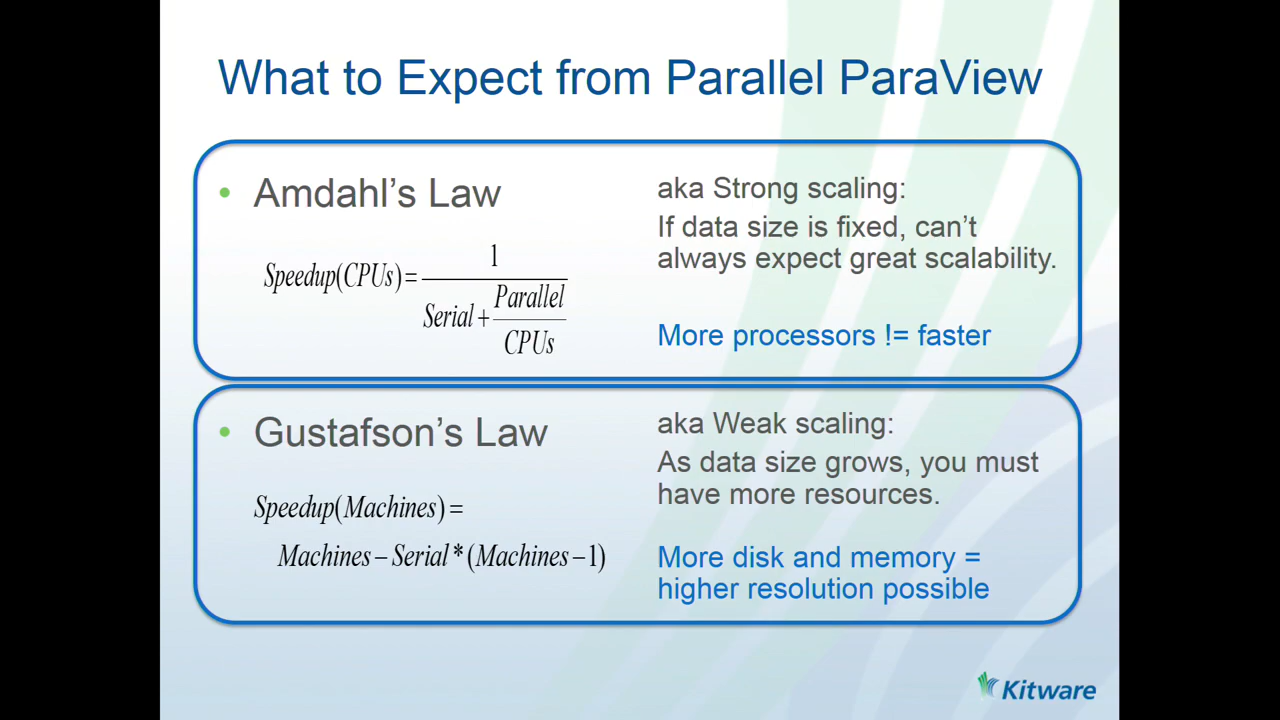 What to Expect from Parallel ParaView
• Amdahl's Law
Speedup(CPUs) = 1 / (Serial + Parallel / CPUs)
aka Strong scaling:
If data size is fixed, can't
always expect great scalability.
More processors != faster
• Gustafson's Law
Speedup(Machines) =
Machines – Serial * (Machines – 1)
aka Weak scaling:
As data size grows, you must
have more resources.
More disk and memory =
higher resolution possible
Kitware